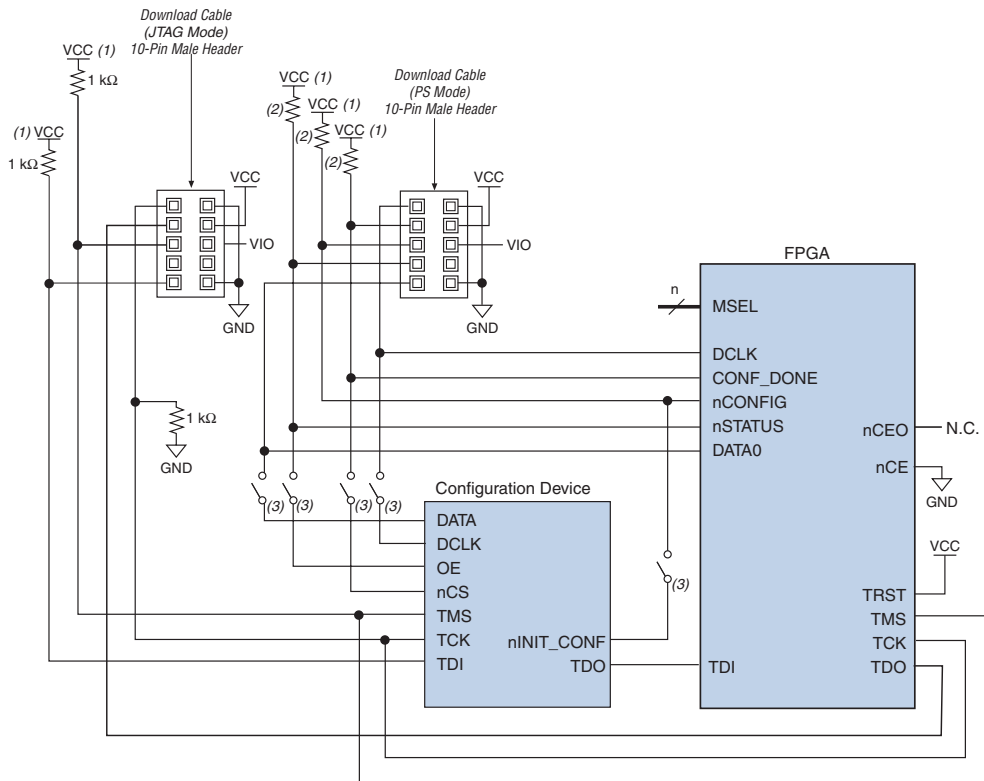 Download Cable
(JTAG Mode)
10-Pin Male Header
VCC (1)
1 kΩ
(1) VCC
1 kΩ
VCC
VIO
GND
1 kΩ
GND
Download Cable
(PS Mode)
10-Pin Male Header
VCC (1)
(2)
VCC (1)
(2)
VCC (1)
(2)
VCC
VIO
GND
(3)
(3)
(3)
(3)
Configuration Device
DATA
DCLK
OE
nCS
TMS
TCK
TDI
nINIT_CONF
TDO
(3)
FPGA
n
MSEL
DCLK
CONF_DONE
nCONFIG
nSTATUS
DATA0
TDI
nCEO
N.C.
nCE
GND
VCC
TRST
TMS
TCK
TDO